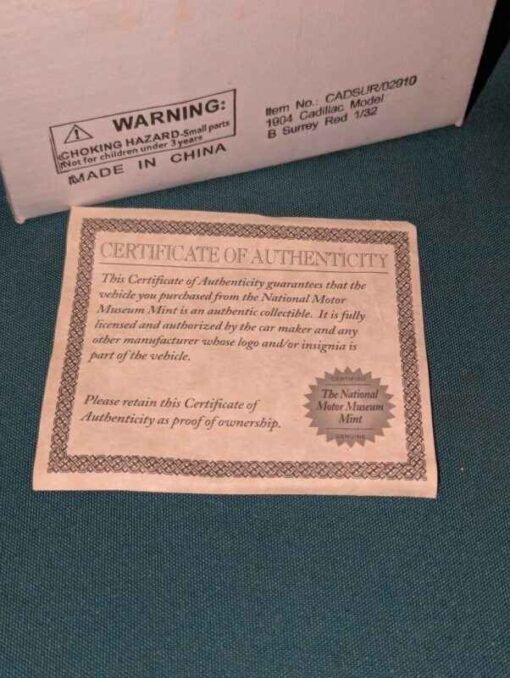 WARNING:
CHOKING HAZARD-Small parts
Not for children under 3 years
MADE IN CHINA
Item No.: CADSUR/02910
1904 Cadillac Model
B Surrey Red 1/32
CERTIFICATE OF AUTHENTICITY
This Certificate of Authenticity guarantees that the
vehicle you purchased from the National Motor
Museum Mint is an authentic collectible. It is fully
licensed and authorized by the car maker and any
other manufacturer whose logo and/or insignia is
part of the vehicle.
Please retain this Certificate of
Authenticity as proof of ownership.
CERTIFIED
The National
Motor Museum
Mint
GENUINE